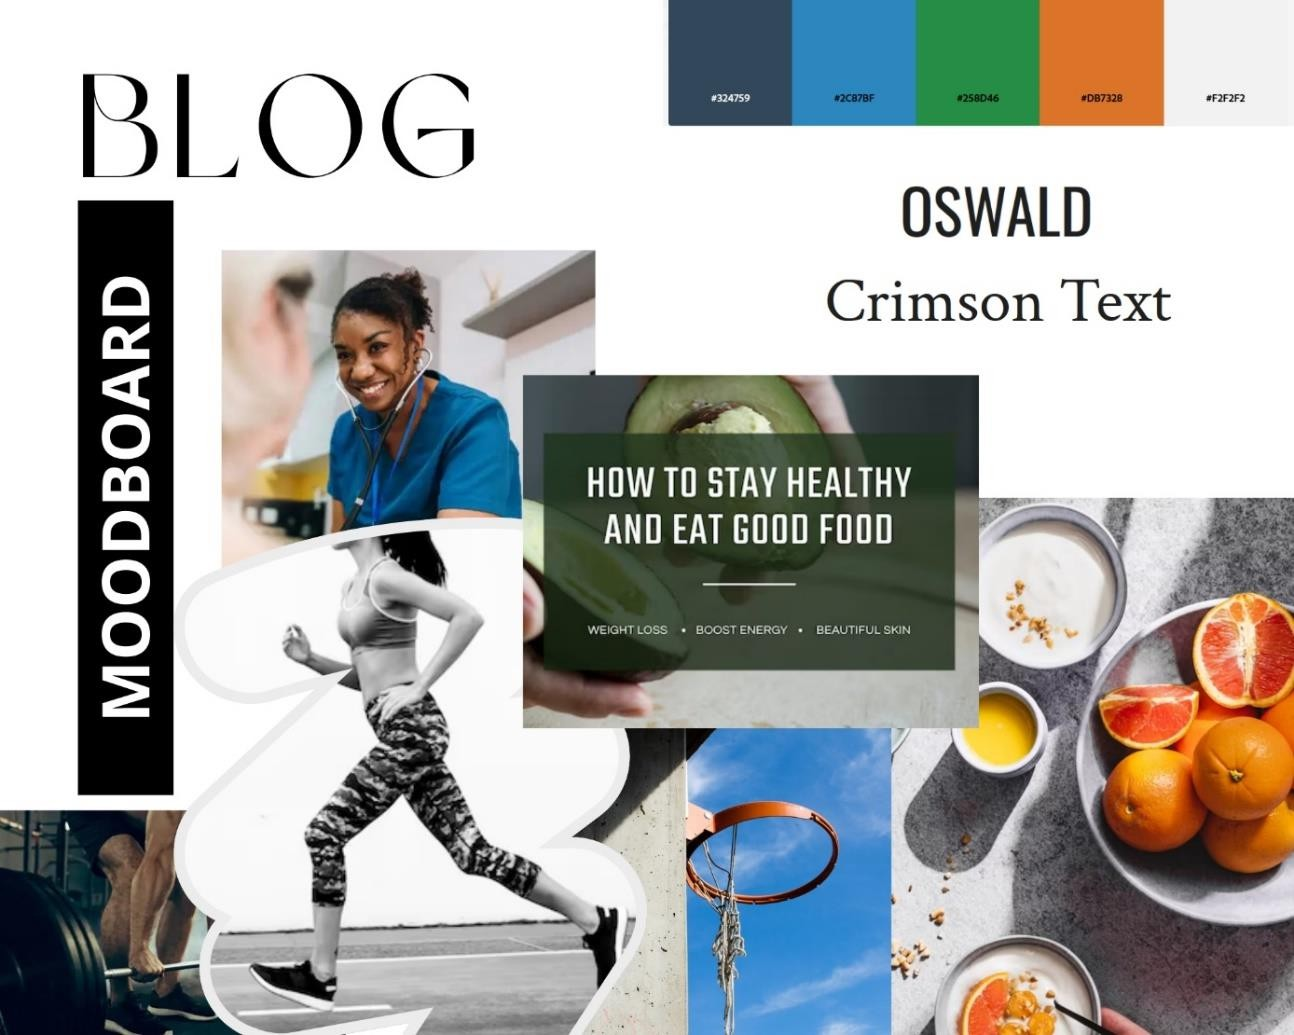 BLOG
MOODBOARD
#324759
#2C87BF
#258D46
#DB7328
#F2F2F2
OSWALD
Crimson Text
HOW TO STAY HEALTHY
AND EAT GOOD FOOD
WEIGHT LOSS • BOOST ENERGY • BEAUTIFUL SKIN